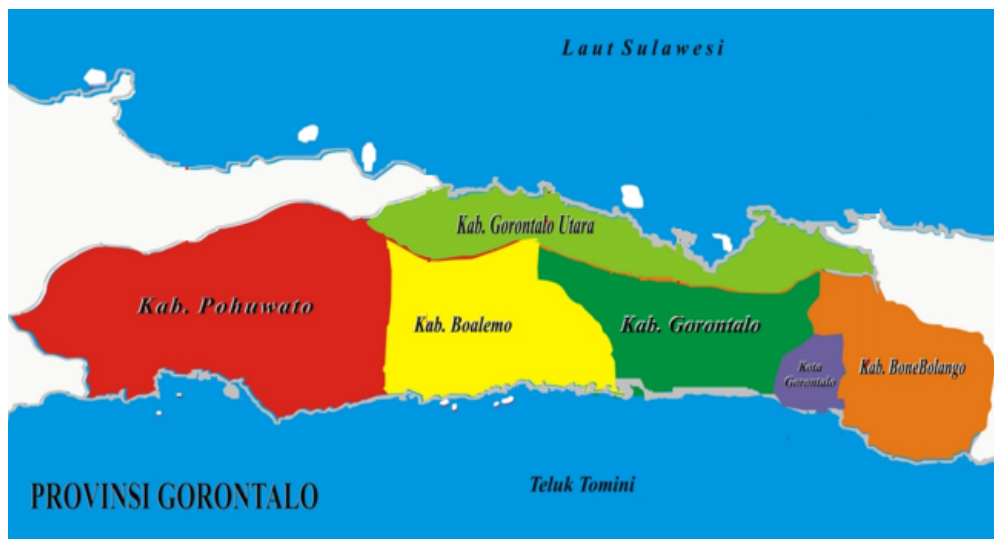 Laut Sulawesi
Kab. Gorontalo Utara
Kab. Pohuwato
Kab. Boalemo
Kab. Gorontalo
Kota
Gorontalo
Kab. BoneBolango
Teluk Tomini
PROVINSI GORONTALO